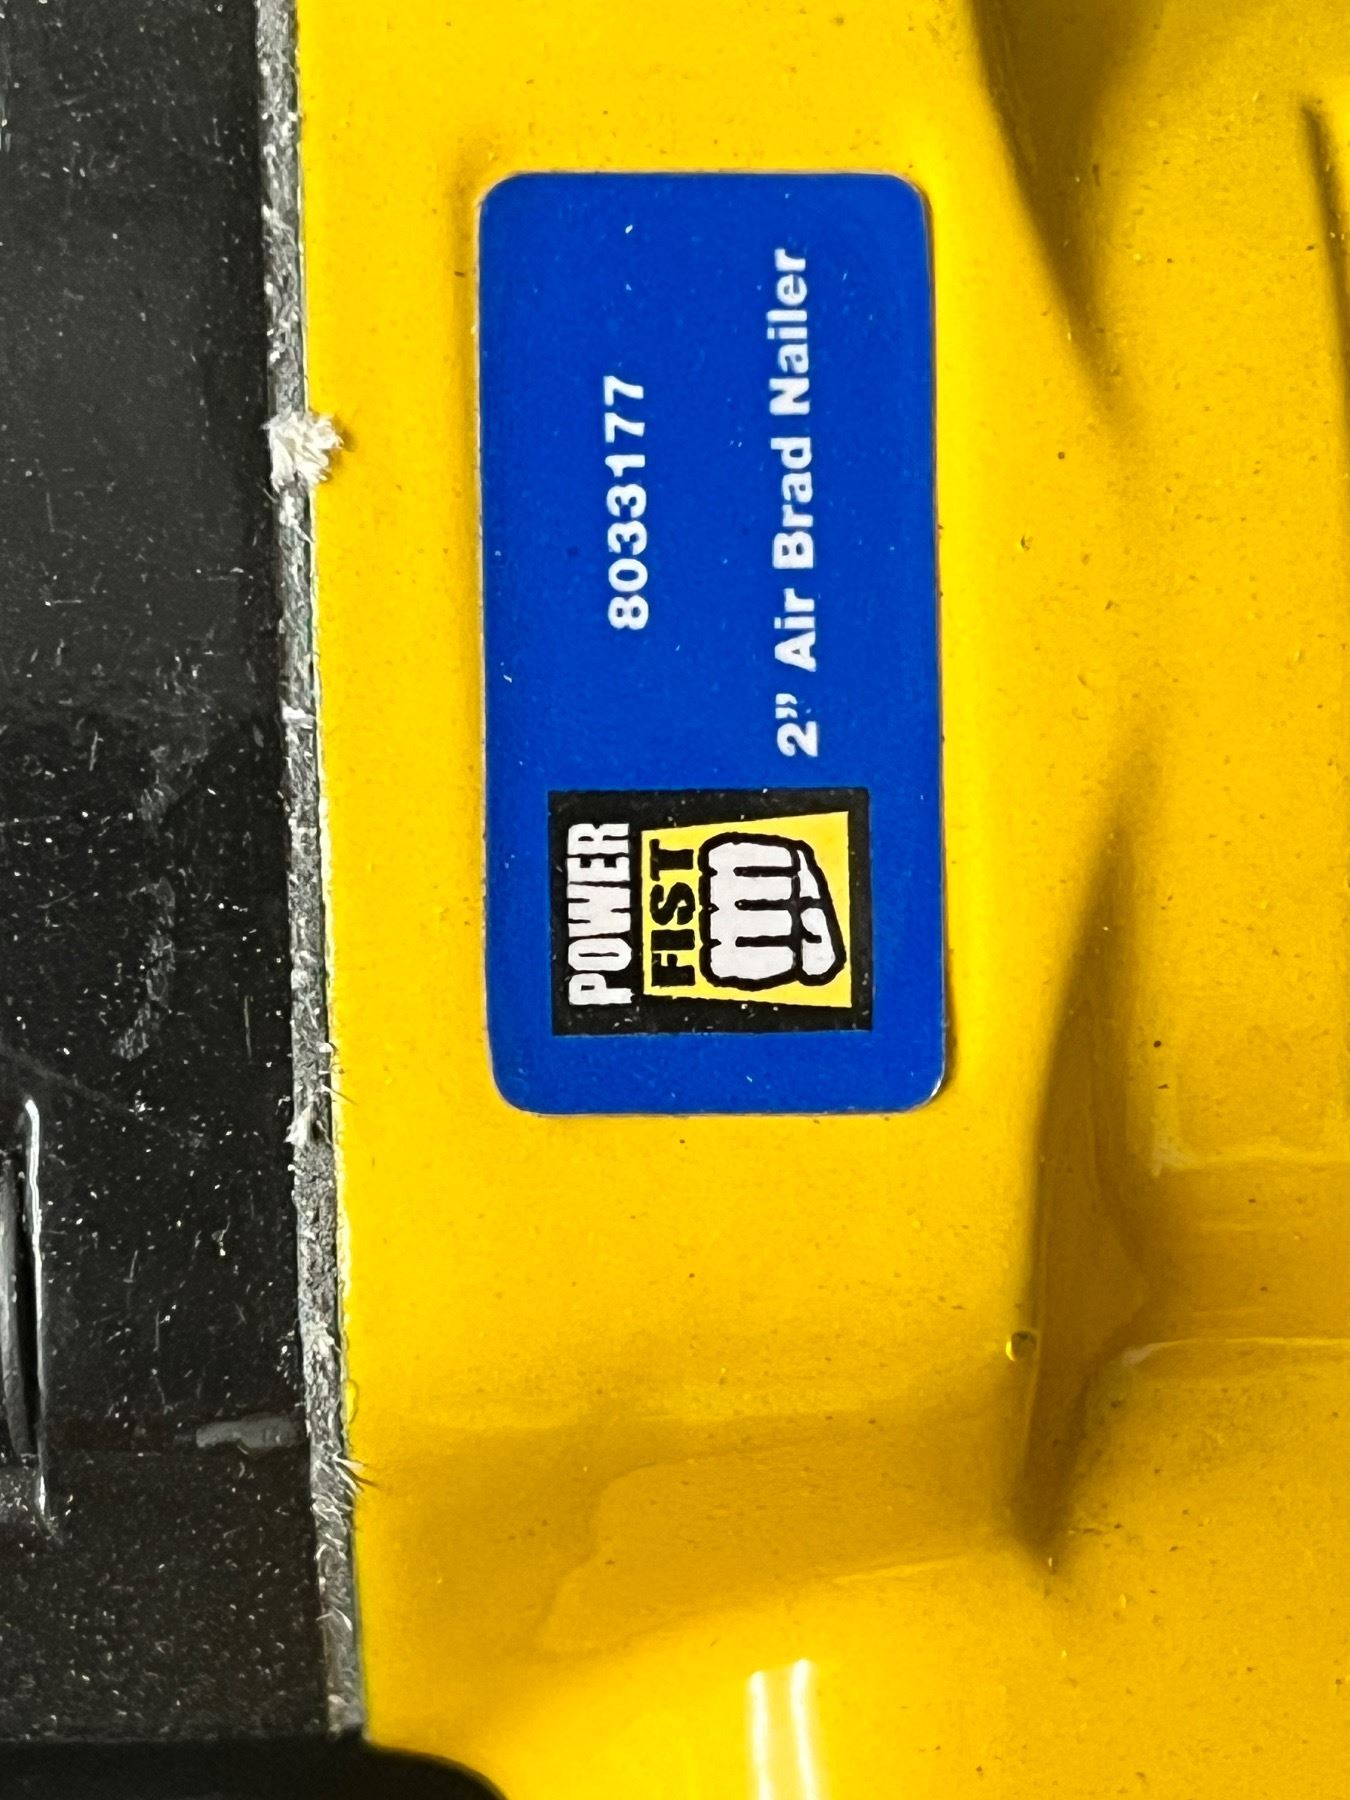 POWER
FIST
8033177
2” Air Brad Nailer